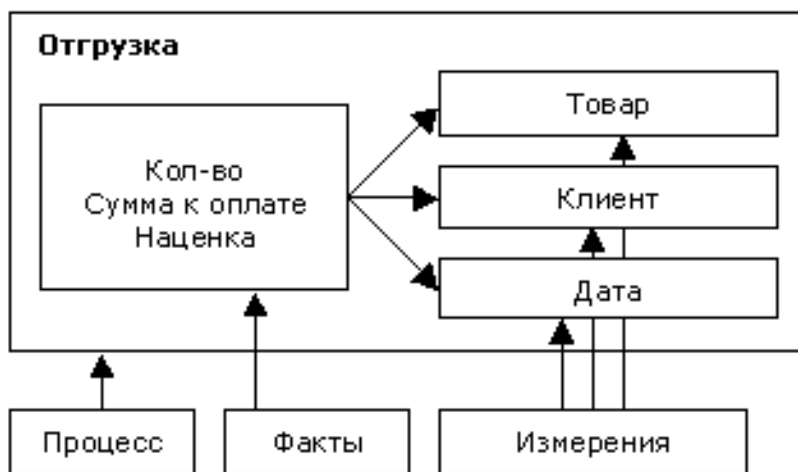 Отгрузка
Кол-во
Сумма к оплате
Наценка
Товар
Клиент
Дата
Процесс
Факты
Измерения